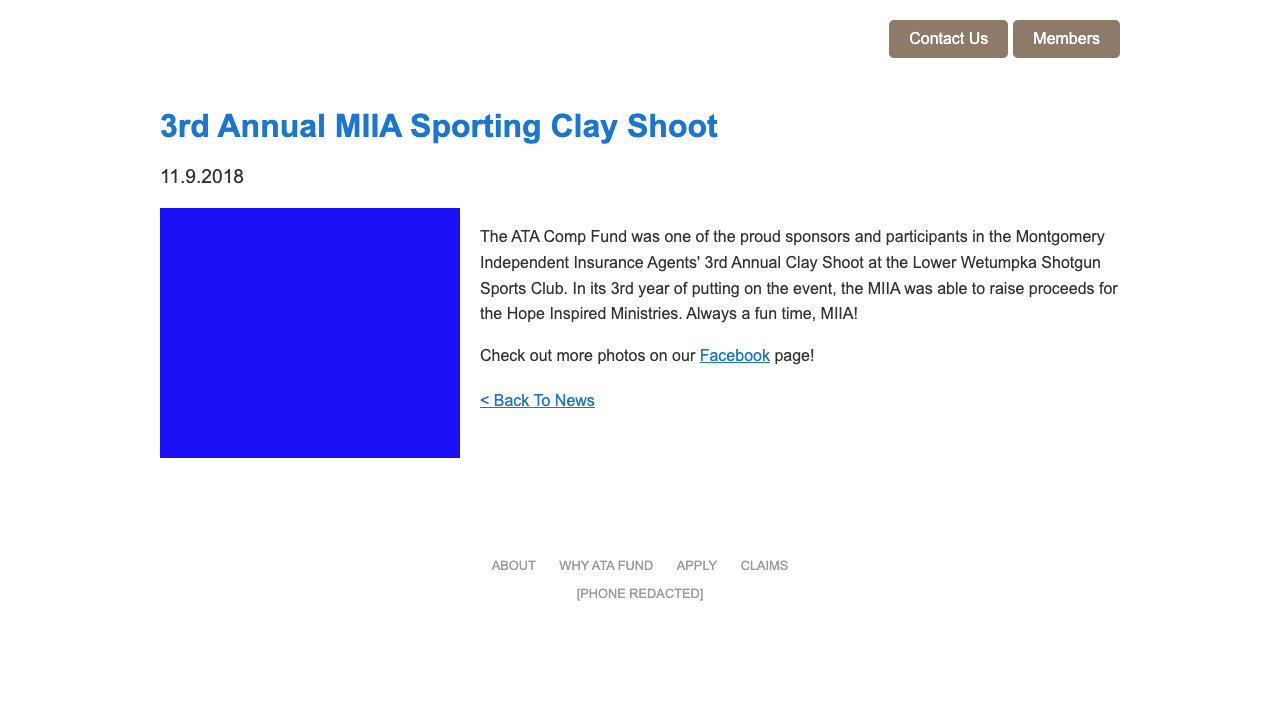 Contact Us Members
3rd Annual MIIA Sporting Clay Shoot
11.9.2018
The ATA Comp Fund was one of the proud sponsors and participants in the Montgomery
Independent Insurance Agents' 3rd Annual Clay Shoot at the Lower Wetumpka Shotgun
Sports Club. In its 3rd year of putting on the event, the MIIA was able to raise proceeds for
the Hope Inspired Ministries. Always a fun time, MIIA!
Check out more photos on our Facebook page!
< Back To News
ABOUT WHY ATA FUND APPLY CLAIMS
[PHONE REDACTED]